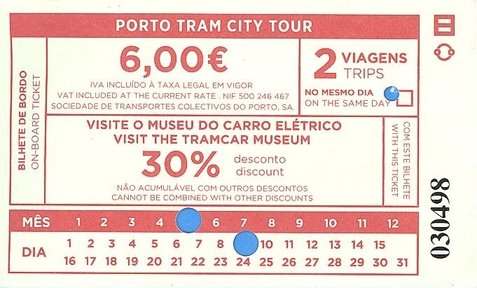 PORTO TRAM CITY TOUR
BILHETE DE BORDO
ON-BOARD TICKET
6,00€
IVA INCLUÍDO À TAXA LEGAL EM VIGOR
VAT INCLUDED AT THE CURRENT RATE . NIF 500 246 467
SOCIEDADE DE TRANSPORTES COLECTIVOS DO PORTO, SA.
2 VIAGENS
TRIPS
NO MESMO DIA
ON THE SAME DAY
VISITE O MUSEU DO CARRO ELÉTRICO
VISIT THE TRAMCAR MUSEUM
30% desconto
discount
NÃO ACUMULÁVEL COM OUTROS DESCONTOS
CANNOT BE COMBINED WITH OTHER DISCOUNTS
COM ESTE BILHETE
WITH THIS TICKET
MÊS 1 2 3 4 6 7 8 9 10 11 12
DIA 1 2 3 4 5 6 7 8 10 11 12 13 14 15
16 17 18 19 20 21 22 23 24 25 26 27 28 29 30 31
030498